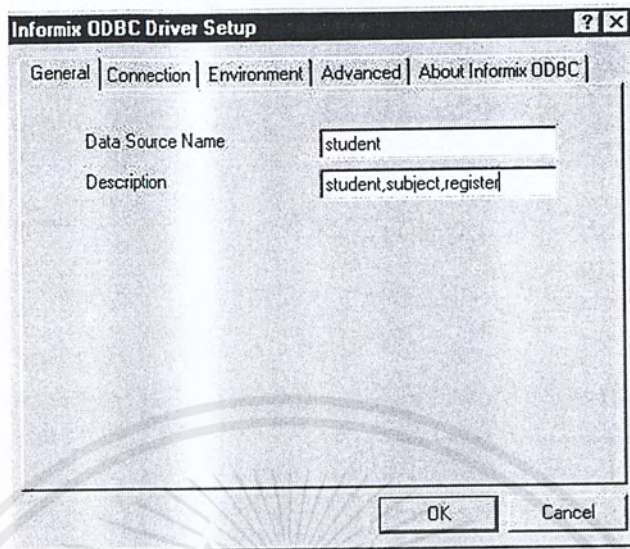 Informix ODBC Driver Setup
General Connection Environment Advanced About Informix ODBC
Data Source Name student
Description student,subject,register
OK Cancel